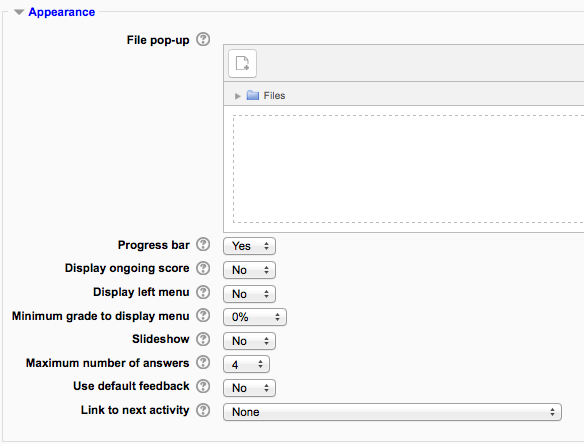 Appearance
File pop-up
Files
Progress bar Yes
Display ongoing score No
Display left menu No
Minimum grade to display menu 0%
Slideshow No
Maximum number of answers 4
Use default feedback No
Link to next activity None